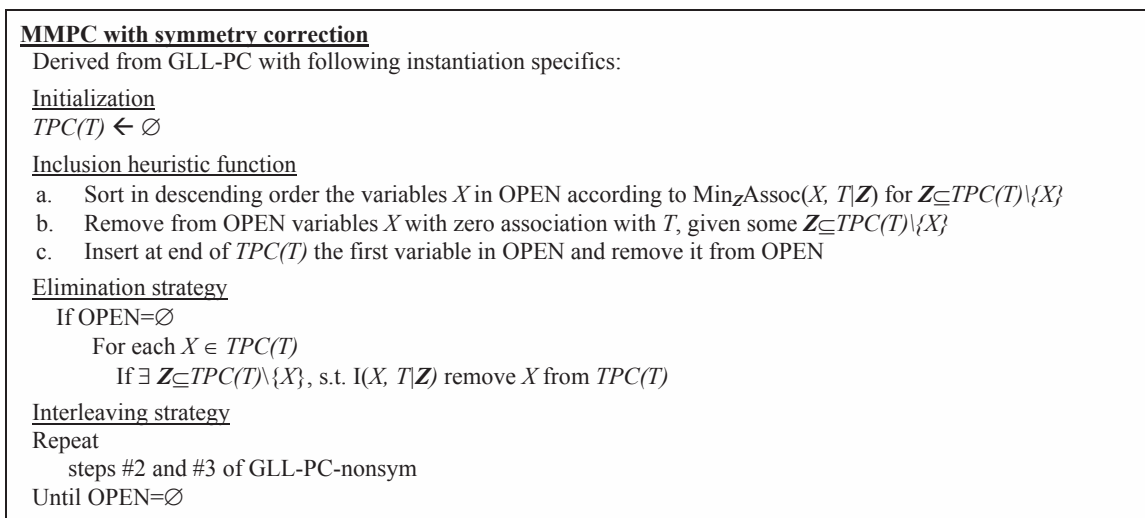 MMPC with symmetry correction
Derived from GLL-PC with following instantiation specifics:
Initialization
TPC(T) ← ∅
Inclusion heuristic function
a. Sort in descending order the variables X in OPEN according to MinZAssoc(X, T|Z) for Z⊆TPC(T)\{X}
b. Remove from OPEN variables X with zero association with T, given some Z⊆TPC(T)\{X}
c. Insert at end of TPC(T) the first variable in OPEN and remove it from OPEN
Elimination strategy
If OPEN=∅
For each X ∈ TPC(T)
If ∃ Z⊆TPC(T)\{X}, s.t. I(X, T|Z) remove X from TPC(T)
Interleaving strategy
Repeat
steps #2 and #3 of GLL-PC-nonsym
Until OPEN=∅